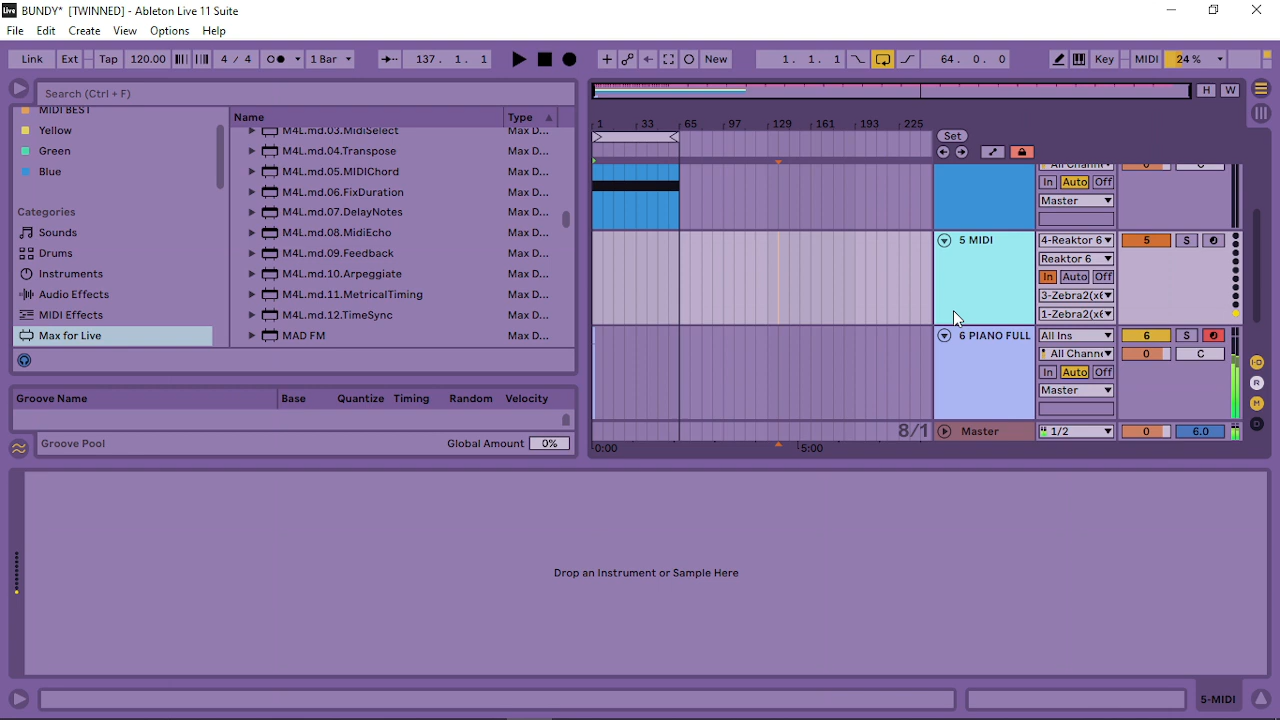 BUNDY* [TWINNED] - Ableton Live 11 Suite
File Edit Create View Options Help
Link Ext Tap 120.00 4 / 4 1 Bar 137. 1. 1 New 1. 1. 1 64. 0. 0 Key MIDI 24 %
Search (Ctrl + F)
H W
MIDI BEST
Yellow
Green
Blue
Categories
Sounds
Drums
Instruments
Audio Effects
MIDI Effects
Max for Live
Name Type
M4L.md.03.MidiSelect Max D...
M4L.md.04.Transpose Max D...
M4L.md.05.MIDIChord Max D...
M4L.md.06.FixDuration Max D...
M4L.md.07.DelayNotes Max D...
M4L.md.08.MidiEcho Max D...
M4L.md.09.Feedback Max D...
M4L.md.10.Arpeggiate Max D...
M4L.md.11.MetricalTiming Max D...
M4L.md.12.TimeSync Max D...
MAD FM Max D...
1 33 65 97 129 161 193 225
Set
All Channe 0 C
In Auto Off
Master
5 MIDI 4-Reaktor 6 5 S
Reaktor 6
In Auto Off
3-Zebra2(x6
1-Zebra2(x6
6 PIANO FULL All Ins 6 S
All Channe 0 C
In Auto Off
Master
8/1 Master 1/2 0 6.0
0:00 5:00
I-O
R
M
D
Groove Name Base Quantize Timing Random Velocity
Groove Pool Global Amount 0%
Drop an Instrument or Sample Here
5-MIDI